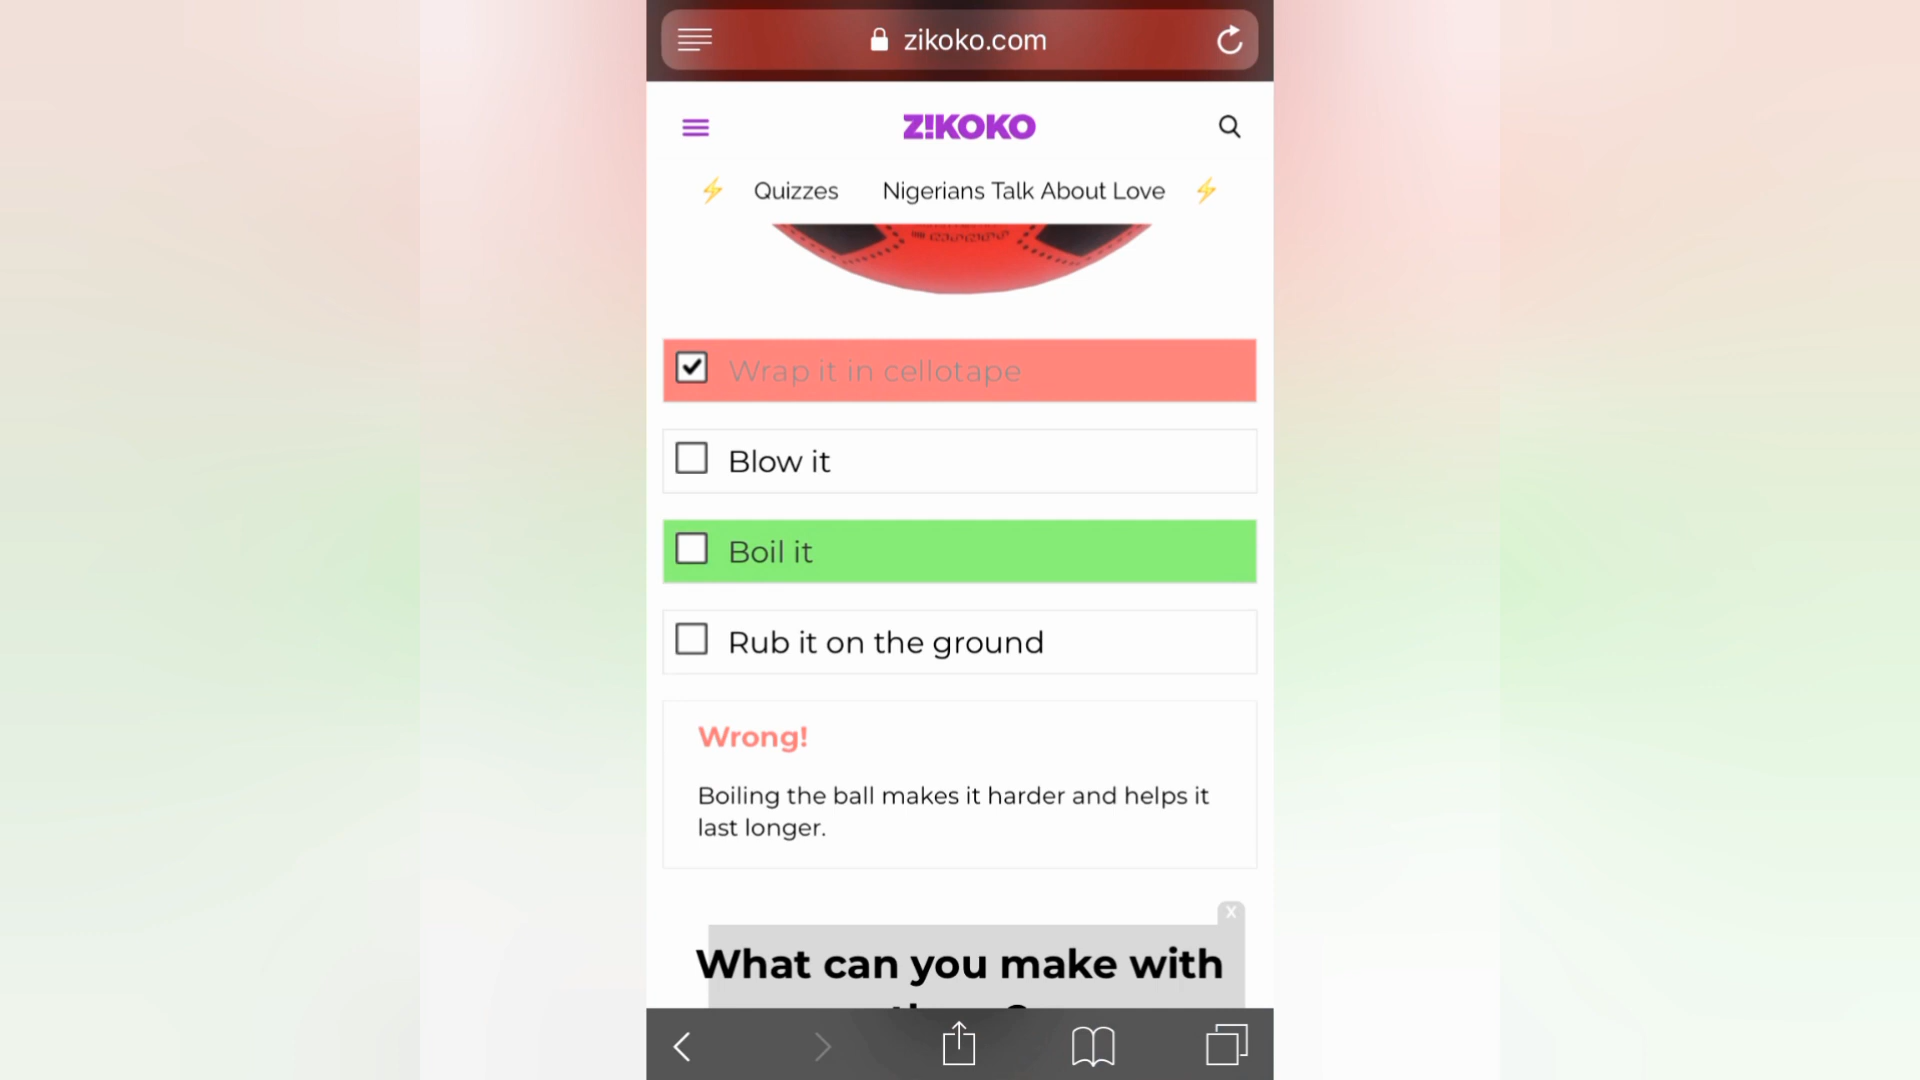 zikoko.com
Z!KOKO
⚡ Quizzes Nigerians Talk About Love ⚡
Wrap it in cellotape
Blow it
Boil it
Rub it on the ground
Wrong!
Boiling the ball makes it harder and helps it
last longer.
X
What can you make with